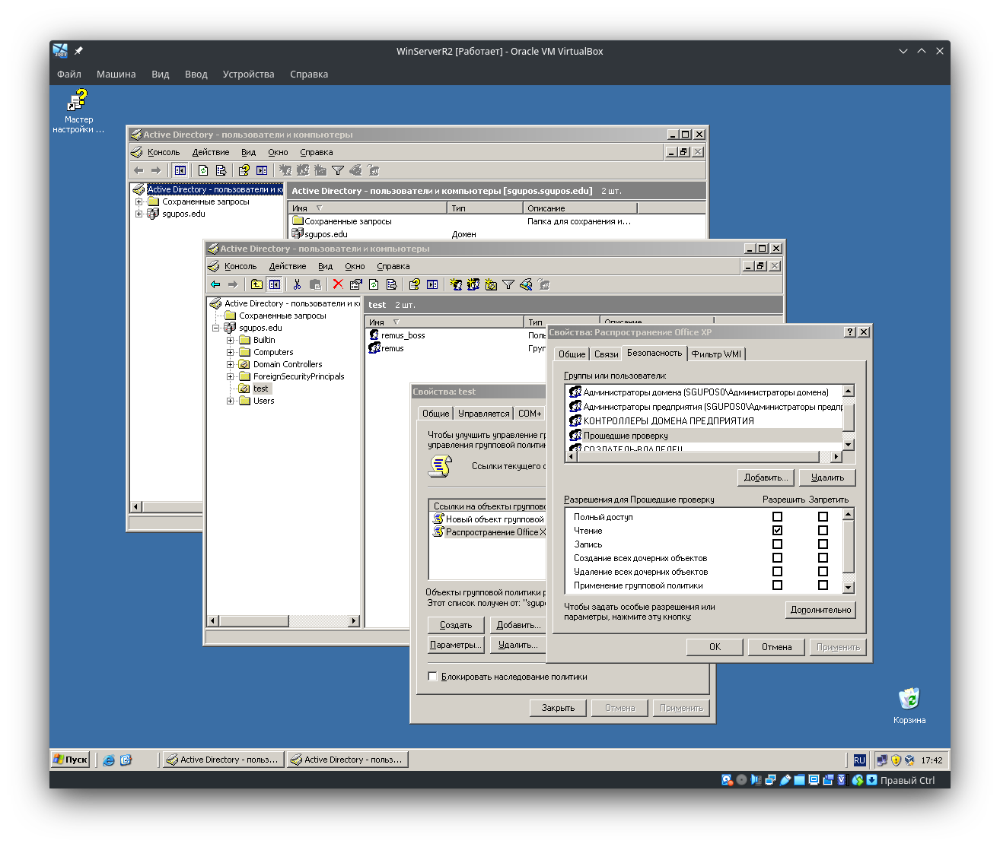 WinServerR2 [Работает] - Oracle VM VirtualBox
Файл Машина Вид Ввод Устройства Справка
Мастер
настройки ...
Active Directory - пользователи и компьютеры
Консоль Действие Вид Окно Справка
Active Directory - пользователи и ко
Сохраненные запросы
sgupos.edu
Active Directory - пользователи и компьютеры [sgupos.sgupos.edu] 2 шт.
Имя Тип Описание
Сохраненные запросы Папка для сохранения и...
sgupos.edu Домен
Active Directory - пользователи и компьютеры
Консоль Действие Вид Окно Справка
Active Directory - пользователи и к
Сохраненные запросы
sgupos.edu
Builtin
Computers
Domain Controllers
ForeignSecurityPrincipals
test
Users
test 2 шт.
Имя Тип Описание
remus_boss Поль
remus Груп
Свойства: test
Общие Управляется COM+
Чтобы улучшить управление гр
управления групповой политик
Ссылки текущего о
Ссылки на объекты группово
Новый объект групповой
Распространение Office X
Объекты групповой политики р
Этот список получен от: "sgupo
Создать Добавить...
Параметры... Удалить...
Блокировать наследование политики
Закрыть Отмена Применить
Свойства: Распространение Office XP
Общие Связи Безопасность Фильтр WMI
Группы или пользователи:
Администраторы домена (SGUPOS0\Администраторы домена)
Администраторы предприятия (SGUPOS0\Администраторы предпр
КОНТРОЛЛЕРЫ ДОМЕНА ПРЕДПРИЯТИЯ
Прошедшие проверку
СОЗДАТЕЛЬ-ВЛАДЕЛЕЦ
Добавить... Удалить
Разрешения для Прошедшие проверку Разрешить Запретить
Полный доступ
Чтение
Запись
Создание всех дочерних объектов
Удаление всех дочерних объектов
Применение групповой политики
Чтобы задать особые разрешения или
параметры, нажмите эту кнопку:
Дополнительно
OK Отмена Применить
Корзина
Пуск Active Directory - польз... Active Directory - польз... RU 17:42
Правый Ctrl